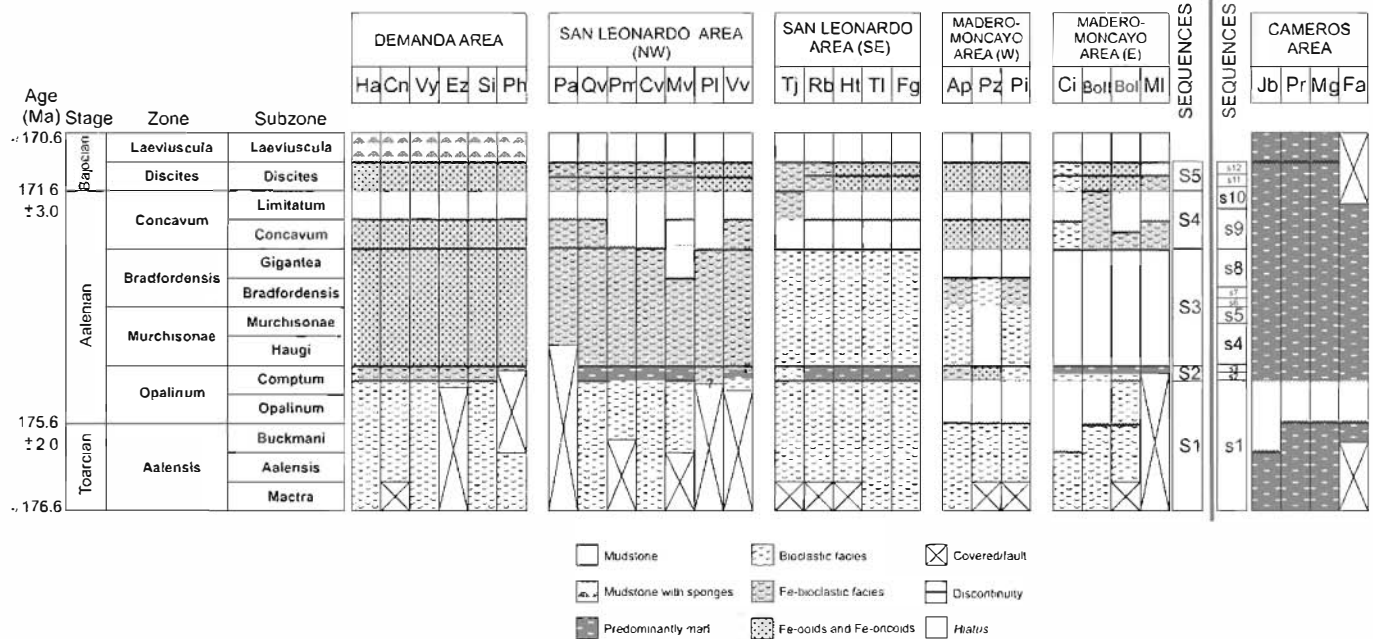 DEMANDA AREA
SAN LEONARDO AREA (NW)
SAN LEONARDO AREA (SE)
MADERO-MONCAYO AREA (W)
MADERO-MONCAYO AREA (E)
SEQUENCES
SEQUENCES
CAMEROS AREA
Ha Cn Vy Ez Si Ph
Pa Qv Pm Cv Mv Pl Vv
Tj Rb Ht Tl Fg
Ap Pz Pi
Ci Bolt Bol Ml
Jb Pr Mg Fa
Age (Ma) Stage Zone Subzone
170.6
Bajocian
Laeviuscula Laeviuscula
Discites Discites
171 6 ±3.0
Aalenian
Concavum Limitatum
Concavum
Bradfordensis Gigantea
Bradfordensis
Murchisonae Murchisonae
Haugi
Opalinum Comptum
Opalinum
175.6 ±2.0
Toarcian
Aalensis Buckmani
Aalensis
Mactra
176.6
?
S5
S4
S3
S2
S1
s12
s11
s10
s9
s8
s7
s6
s5
s4
s1
Mudstone
Bioclastic facies
Covered/fault
Mudstone with sponges
Fe-bioclastic facies
Discontinuity
Predominantly marl
Fe-ooids and Fe-oncoids
Hiatus